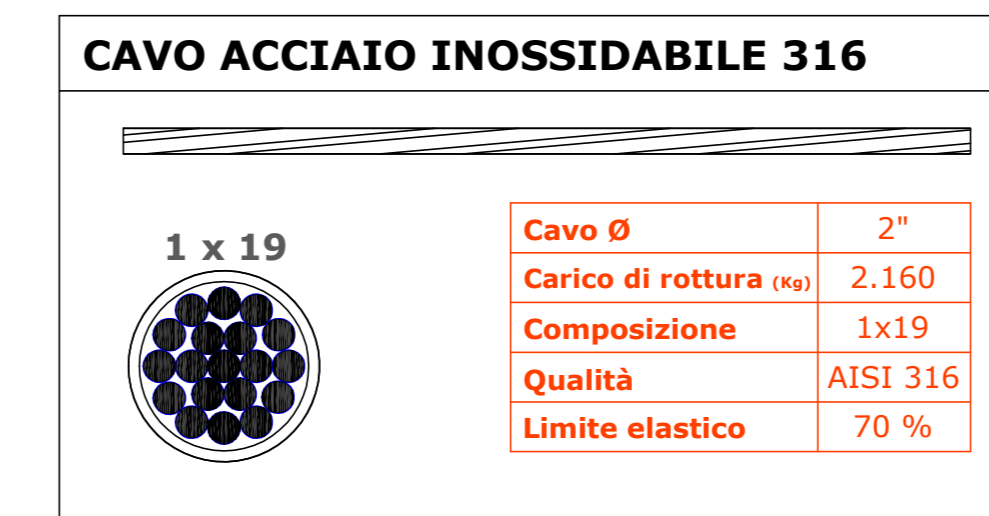 CAVO ACCIAIO INOSSIDABILE 316
1 x 19
Cavo Ø 2"
Carico di rottura (Kg) 2.160
Composizione 1x19
Qualità AISI 316
Limite elastico 70 %